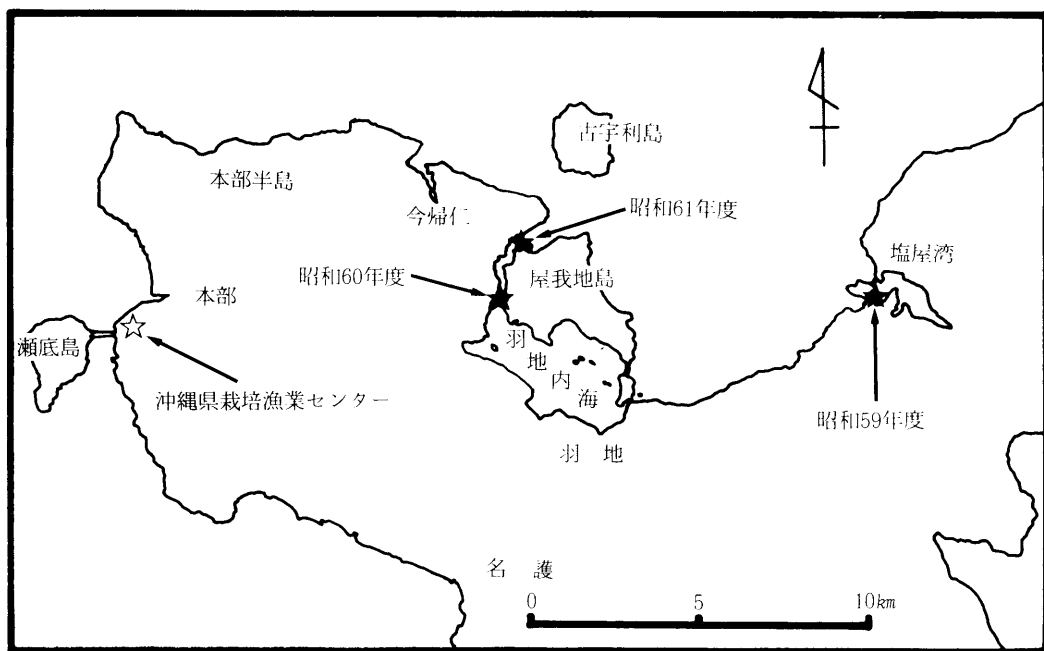 古宇利島
本部半島
昭和61年度
今帰仁
塩屋湾
昭和60年度
屋我地島
本部
瀬底島
羽地内海
沖縄県栽培漁業センター
昭和59年度
羽地
名護
0 5 10km